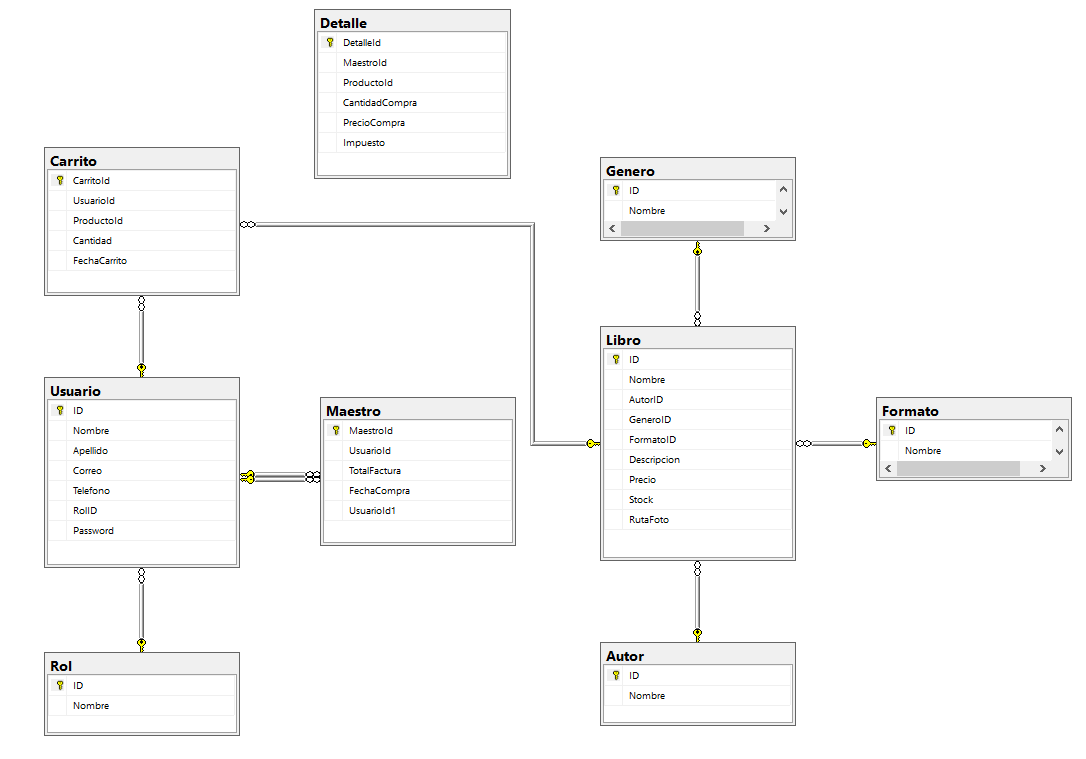 Detalle
DetalleId
MaestroId
ProductoId
CantidadCompra
PrecioCompra
Impuesto
Carrito
CarritoId
UsuarioId
ProductoId
Cantidad
FechaCarrito
Genero
ID
Nombre
Libro
ID
Nombre
AutorID
GeneroID
FormatoID
Descripcion
Precio
Stock
RutaFoto
Usuario
ID
Nombre
Apellido
Correo
Telefono
RolID
Password
Maestro
MaestroId
UsuarioId
TotalFactura
FechaCompra
UsuarioId1
Formato
ID
Nombre
Rol
ID
Nombre
Autor
ID
Nombre